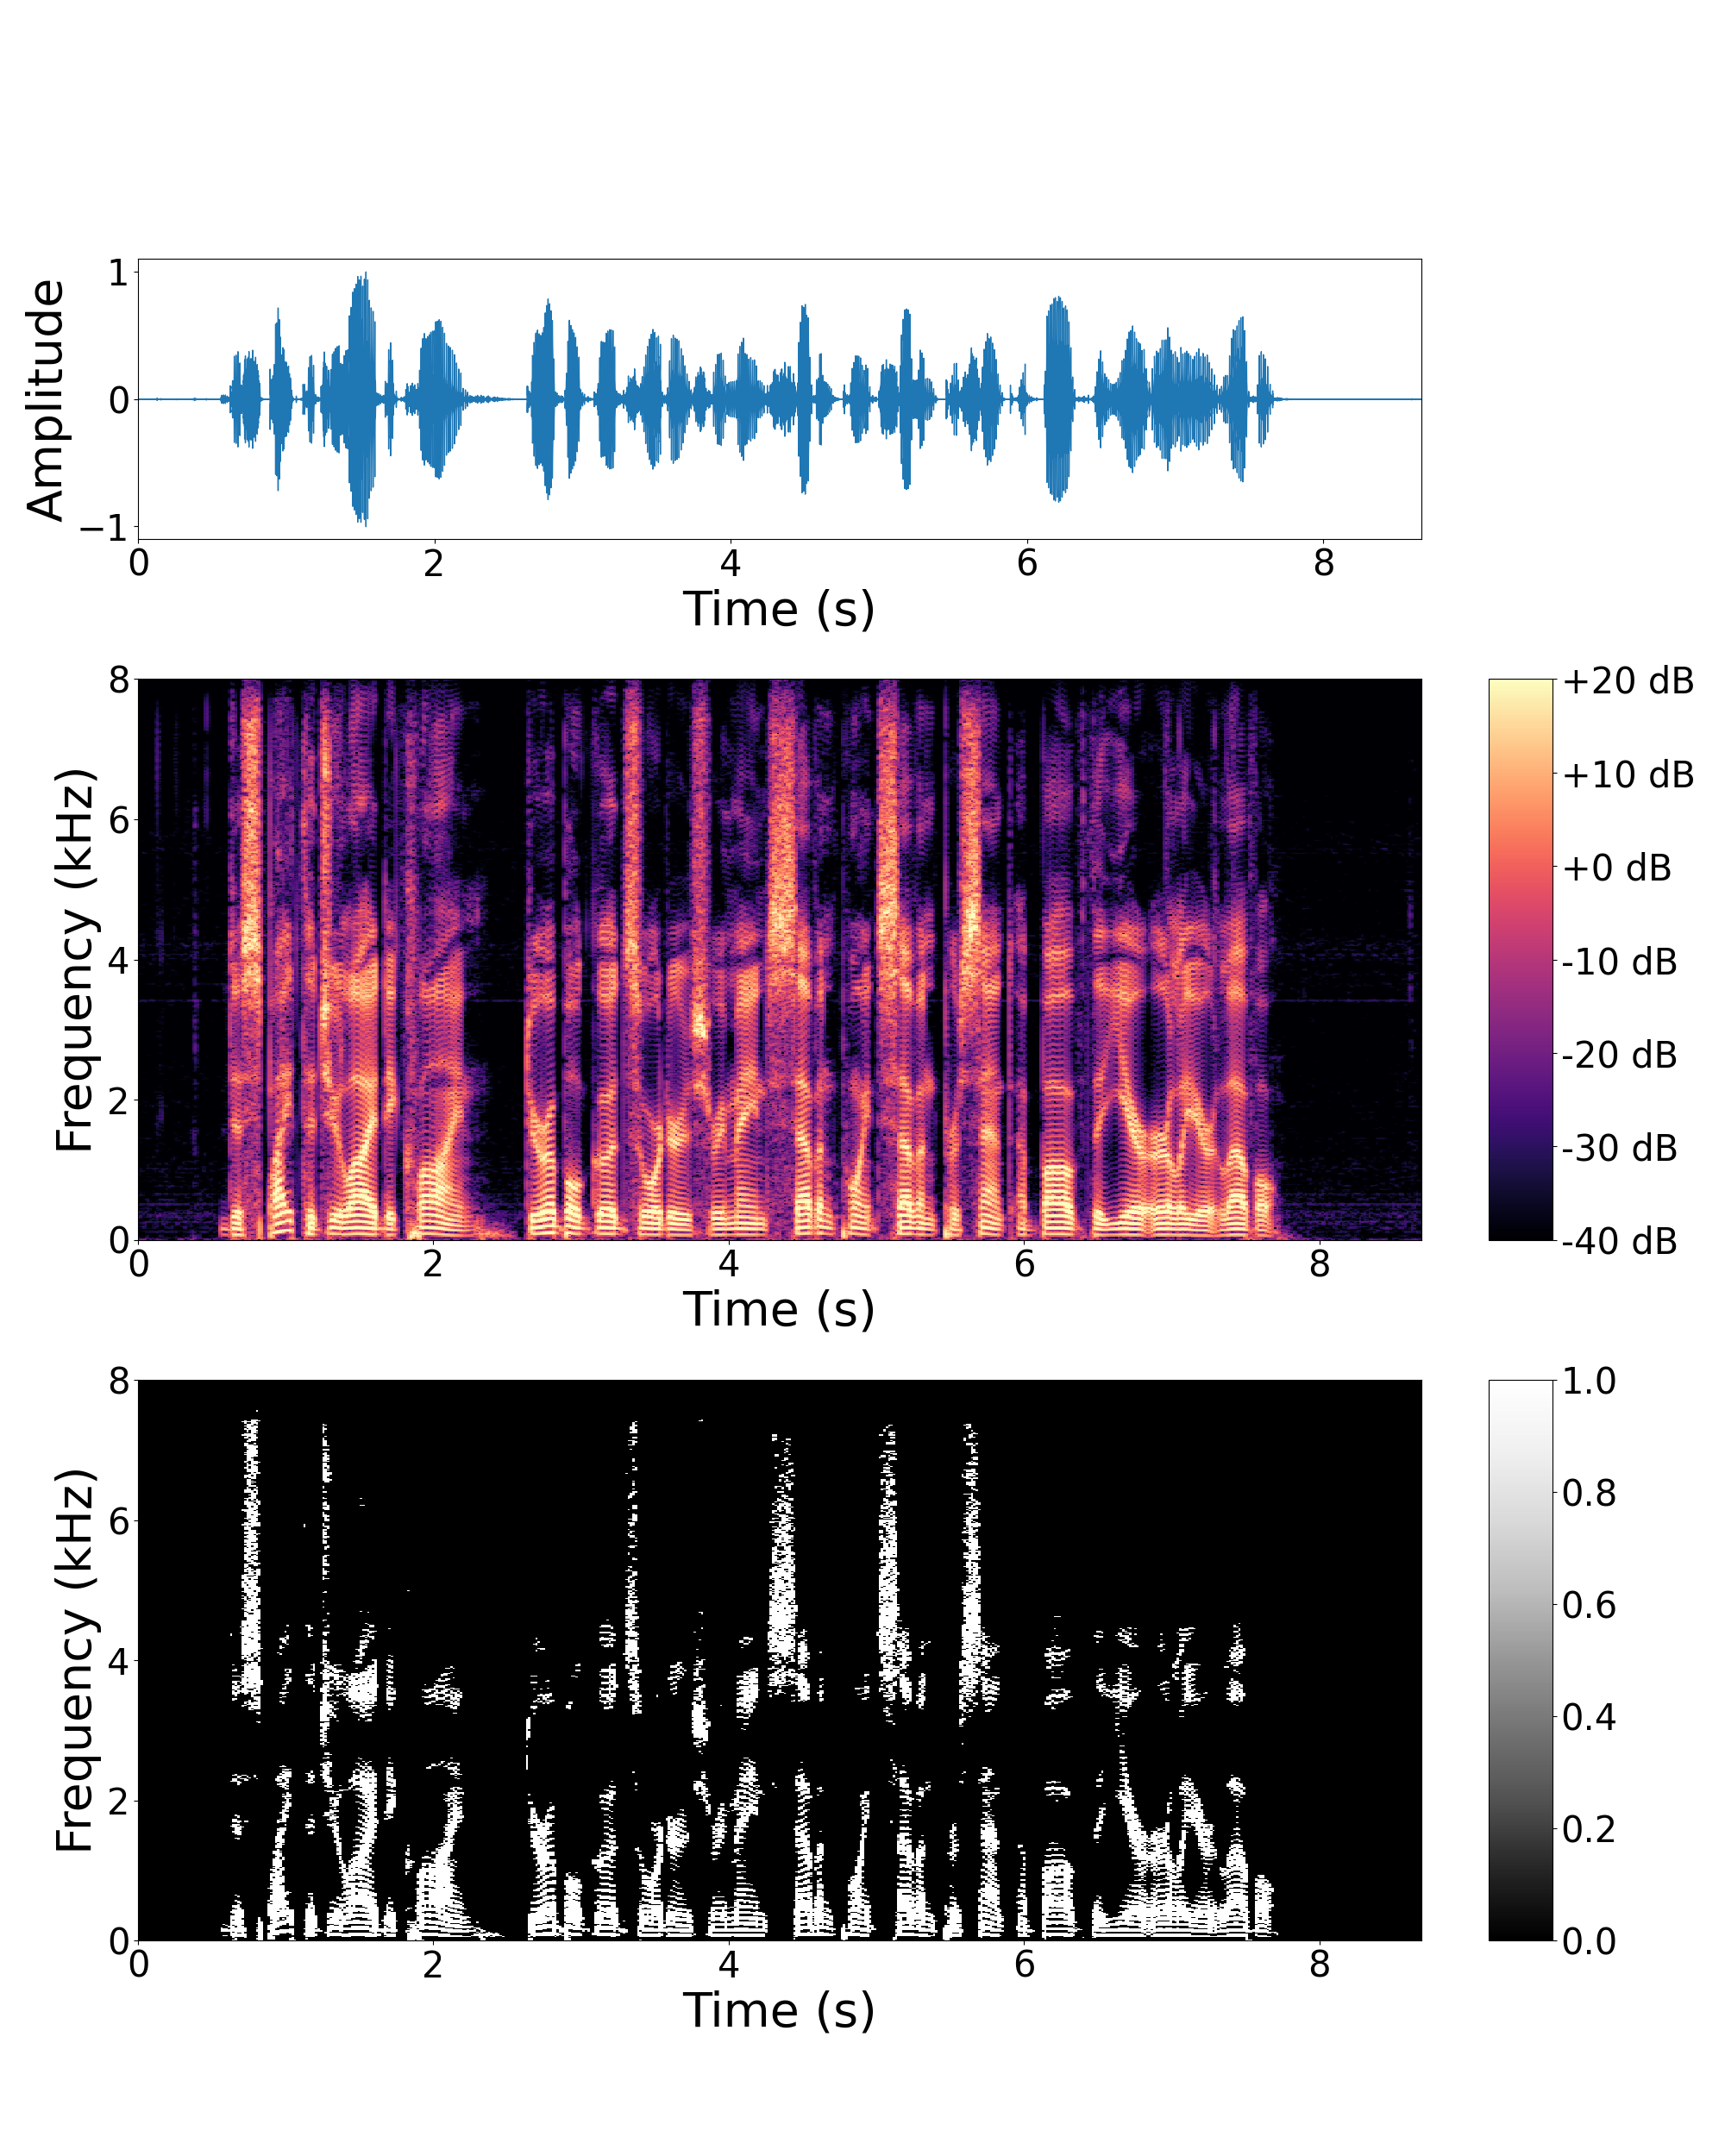 Amplitude
1
0
−1
0 2 4 6 8
Time (s)
Frequency (kHz)
8
6
4
2
0
0 2 4 6 8
Time (s)
+20 dB
+10 dB
+0 dB
-10 dB
-20 dB
-30 dB
-40 dB
Frequency (kHz)
8
6
4
2
0
0 2 4 6 8
Time (s)
1.0
0.8
0.6
0.4
0.2
0.0